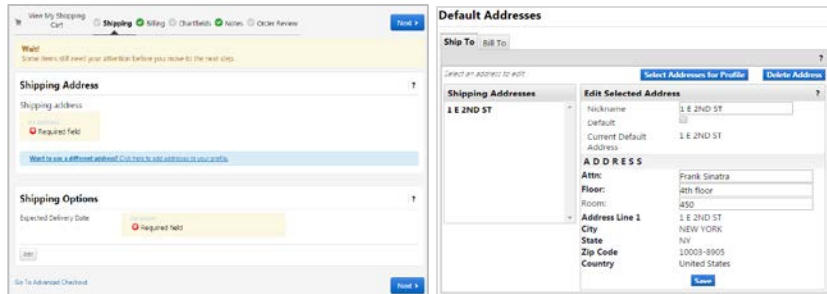 View My Shopping Cart
Shipping
Billing
Chartfields
Notes
Order Review
Next
Wait!
Some items still need your attention before you move to the next step.
Shipping Address
?
Shipping address
Required field
Want to use a different address? Click here to add addresses to your profile.
Shipping Options
?
Expected Delivery Date
Required field
Go To Advanced Checkout
Next
Default Addresses
Ship To
Bill To
?
Select an address to edit
Select Addresses for Profile
Delete Address
Shipping Addresses
1 E 2ND ST
Edit Selected Address
?
Nickname 1 E 2ND ST
Default
Current Default Address 1 E 2ND ST
ADDRESS
Attn: Frank Sinatra
Floor: 4th floor
Room: 450
Address Line 1 1 E 2ND ST
City NEW YORK
State NY
Zip Code 10003-8905
Country United States
Save